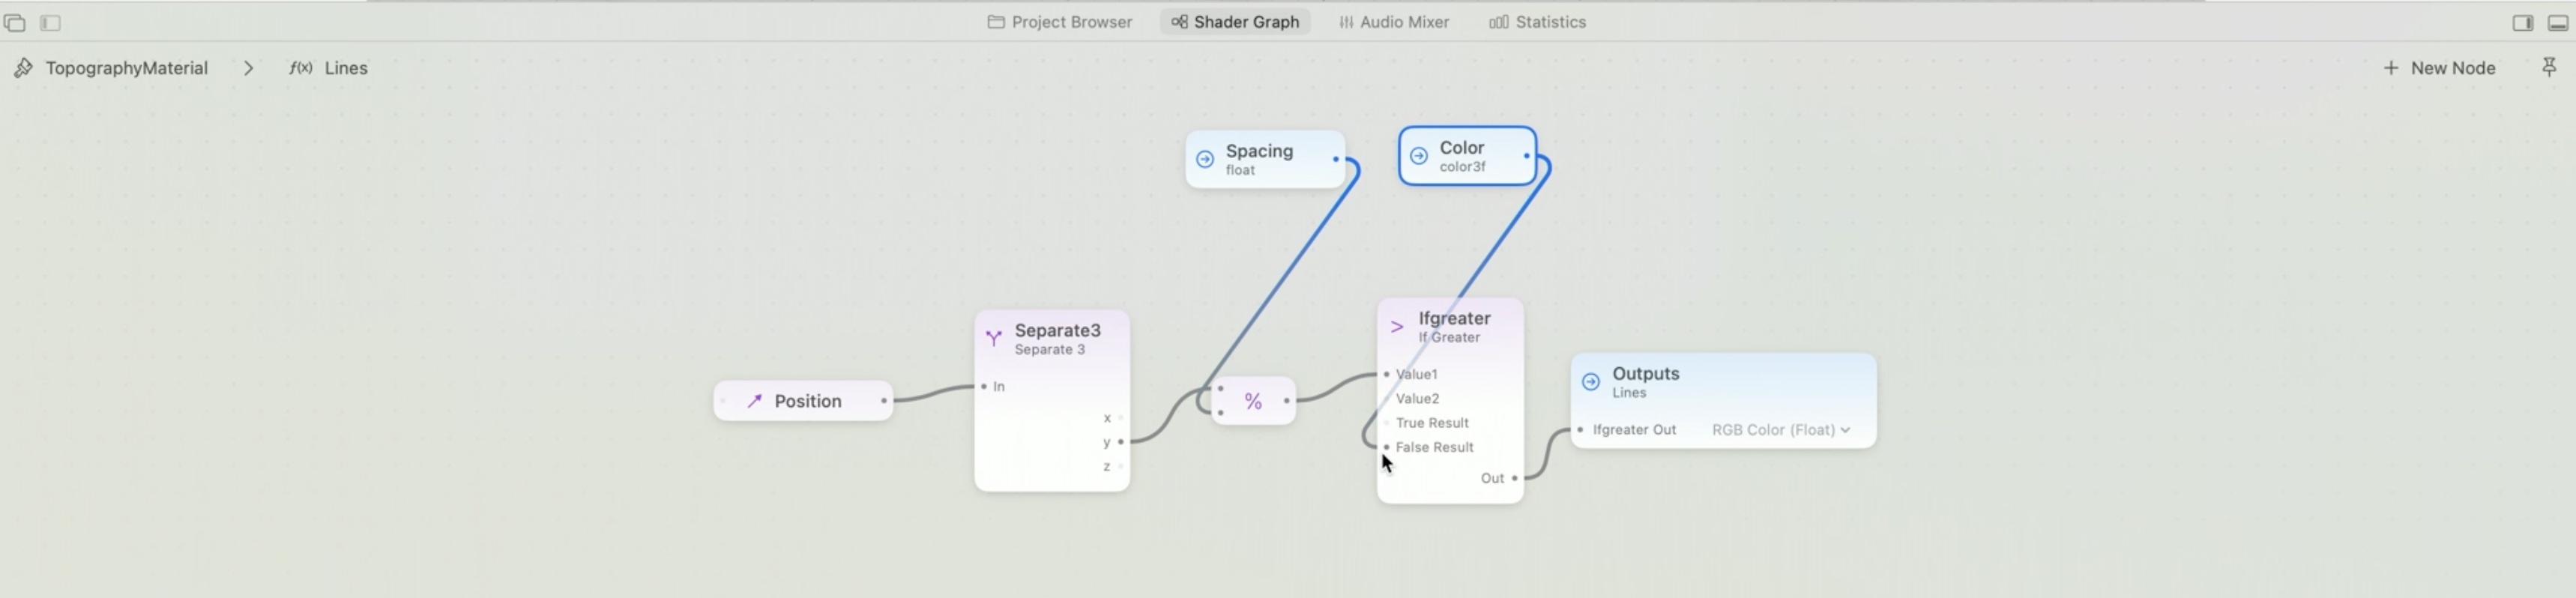 Project Browser
Shader Graph
Audio Mixer
Statistics
TopographyMaterial
f(x) Lines
+ New Node
Spacing
float
Color
color3f
Separate3
Separate 3
In
x
y
z
Position
%
> Ifgreater
If Greater
Value1
Value2
True Result
False Result
Out
Outputs
Lines
Ifgreater Out RGB Color (Float)